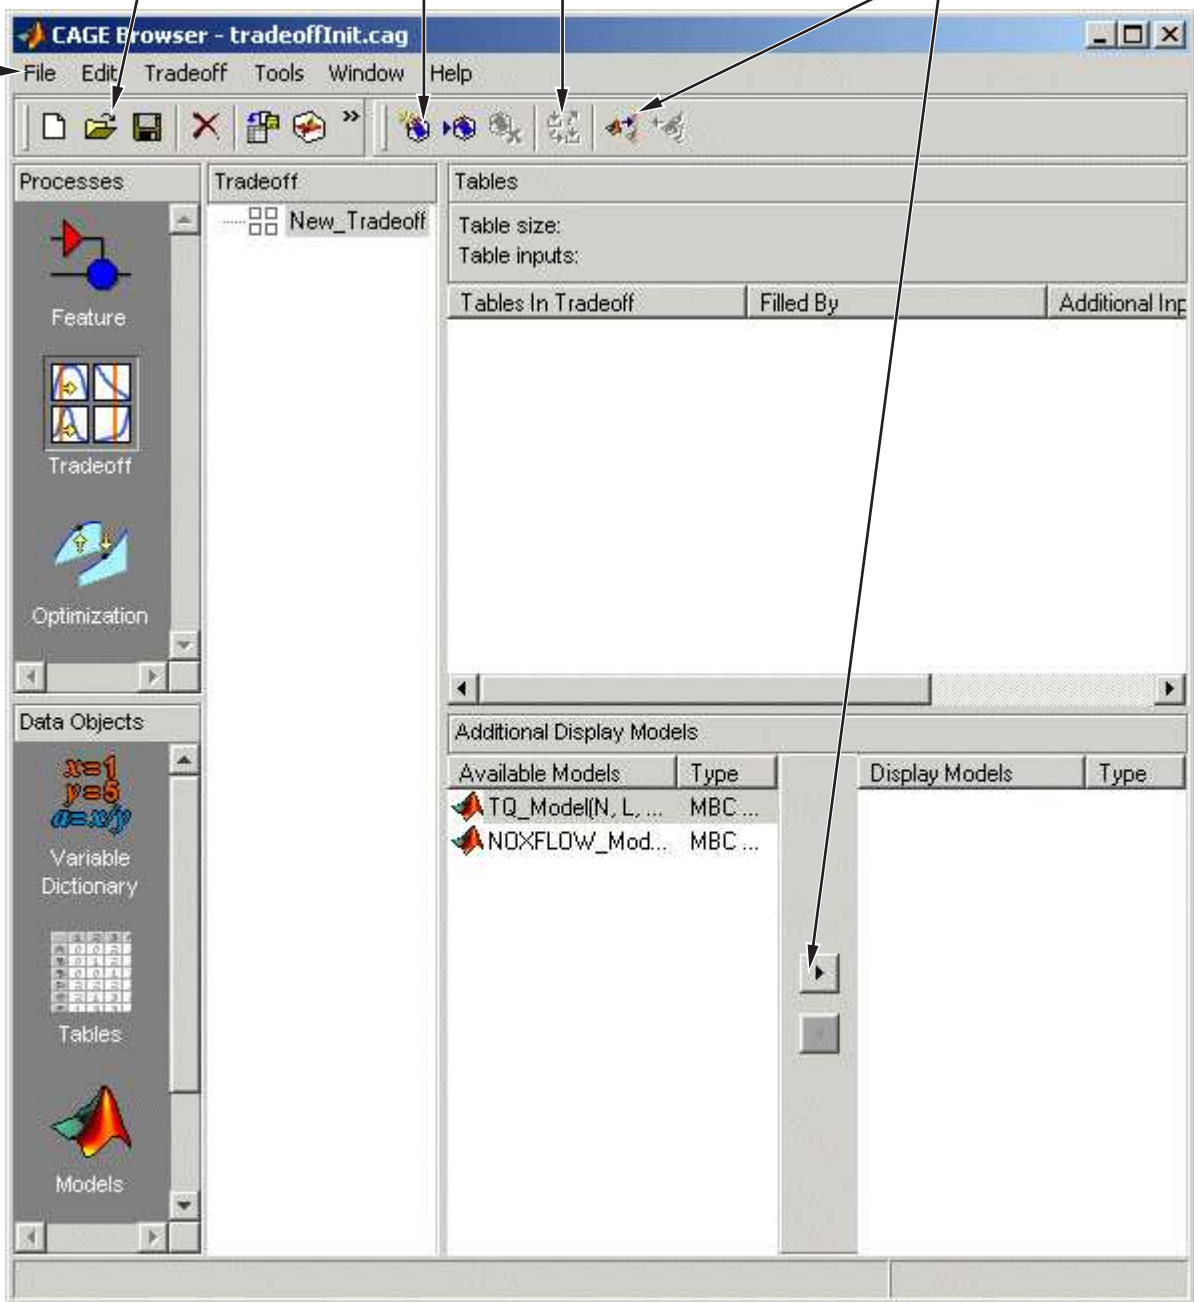 CAGE Browser - tradeoffInit.cag
File Edit Tradeoff Tools Window Help
Processes
Feature
Tradeoff
Optimization
Data Objects
x=1
y=5
a=x/y
Variable
Dictionary
Tables
Models
Tradeoff
New_Tradeoff
Tables
Table size:
Table inputs:
Tables In Tradeoff Filled By Additional Inp
Additional Display Models
Available Models Type
TQ_Model(N, L, ... MBC ...
NOXFLOW_Mod... MBC ...
Display Models Type